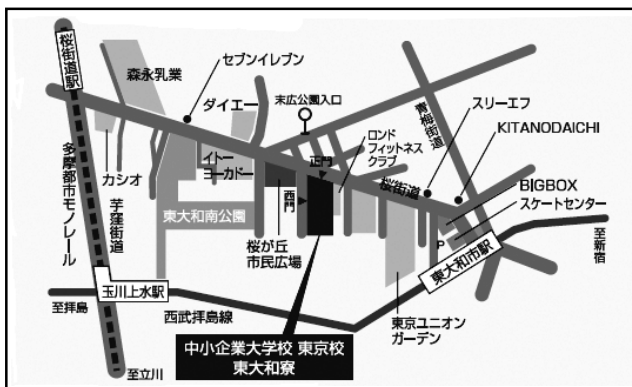 桜街道駅
森永乳業
セブンイレブン
ダイエー
末広公園入口
青梅街道
スリーエフ
KITANODAICHI
ロンド
フィットネス
クラブ
カシオ
イトー
ヨーカドー
正門
西門
桜街道
BIGBOX
スケートセンター
P
多摩都市モノレール
芋窪街道
東大和南公園
桜が丘
市民広場
東大和市駅
至新宿
玉川上水駅
至拝島
西武拝島線
東京ユニオン
ガーデン
中小企業大学校 東京校
東大和寮
至立川